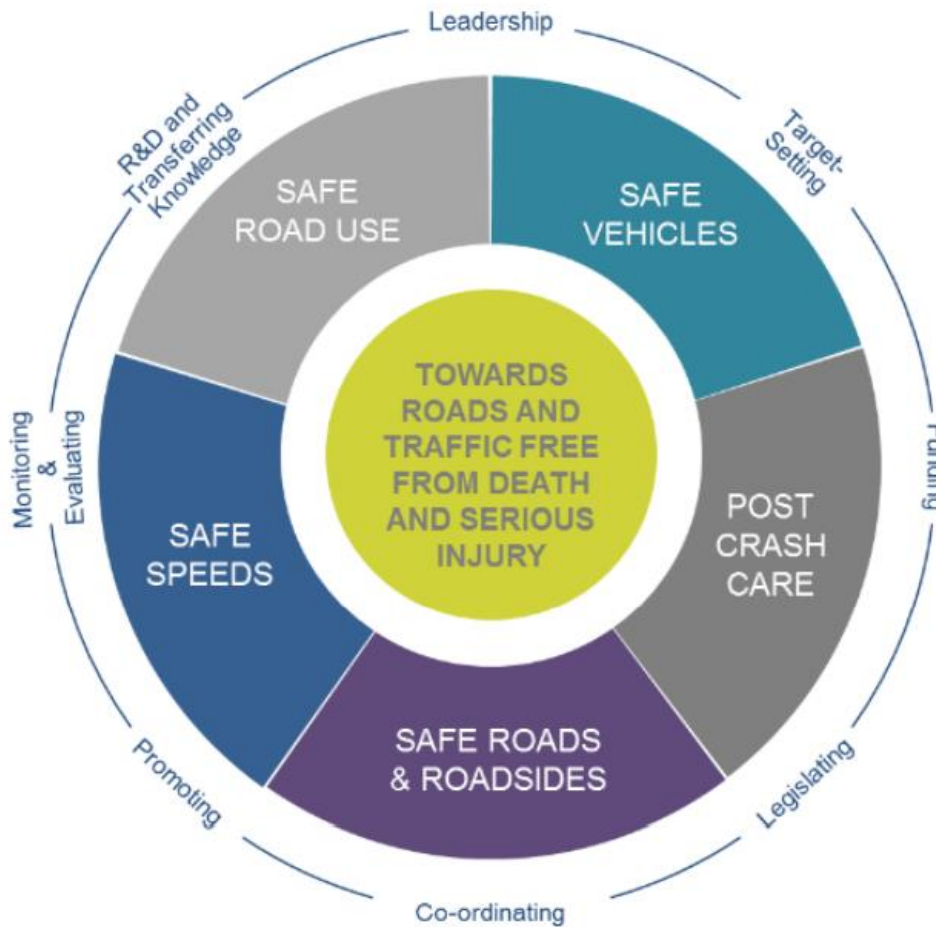 Leadership
Target-
Setting
Funding
Legislating
Co-ordinating
Promoting
Monitoring
&
Evaluating
R&D and
Transferring
Knowledge
SAFE
VEHICLES
POST
CRASH
CARE
SAFE ROADS
& ROADSIDES
SAFE
SPEEDS
SAFE
ROAD USE
TOWARDS
ROADS AND
TRAFFIC FREE
FROM DEATH
AND SERIOUS
INJURY